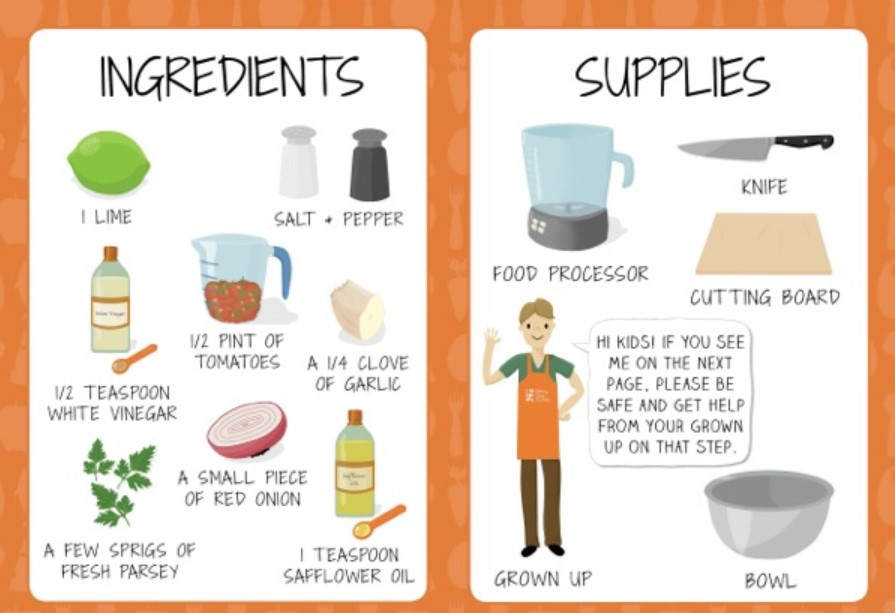 INGREDIENTS
1 LIME
SALT + PEPPER
1/2 TEASPOON
WHITE VINEGAR
1/2 PINT OF
TOMATOES
A 1/4 CLOVE
OF GARLIC
A FEW SPRIGS OF
FRESH PARSEY
A SMALL PIECE
OF RED ONION
1 TEASPOON
SAFFLOWER OIL
SUPPLIES
FOOD PROCESSOR
KNIFE
CUTTING BOARD
HI KIDS! IF YOU SEE
ME ON THE NEXT
PAGE, PLEASE BE
SAFE AND GET HELP
FROM YOUR GROWN
UP ON THAT STEP.
GROWN UP
BOWL